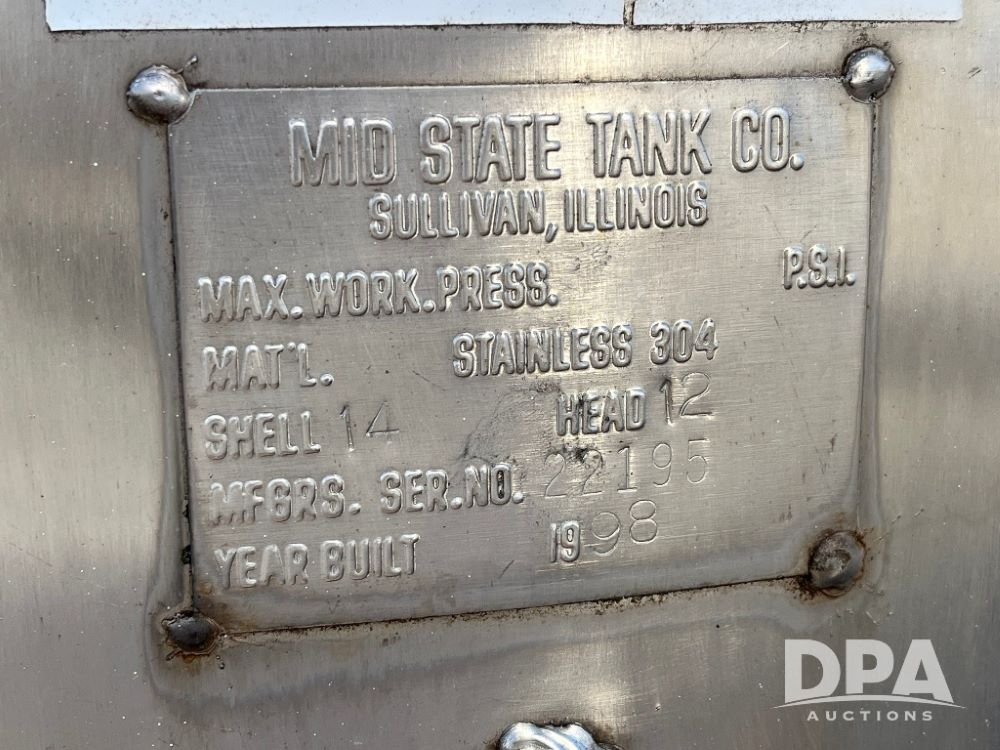 MID STATE TANK CO.
SULLIVAN, ILLINOIS
MAX. WORK. PRESS. P.S.I.
MAT'L. STAINLESS 304
SHELL 14 HEAD 12
MFGRS. SER. NO. 22195
YEAR BUILT 1998
DPA
AUCTIONS